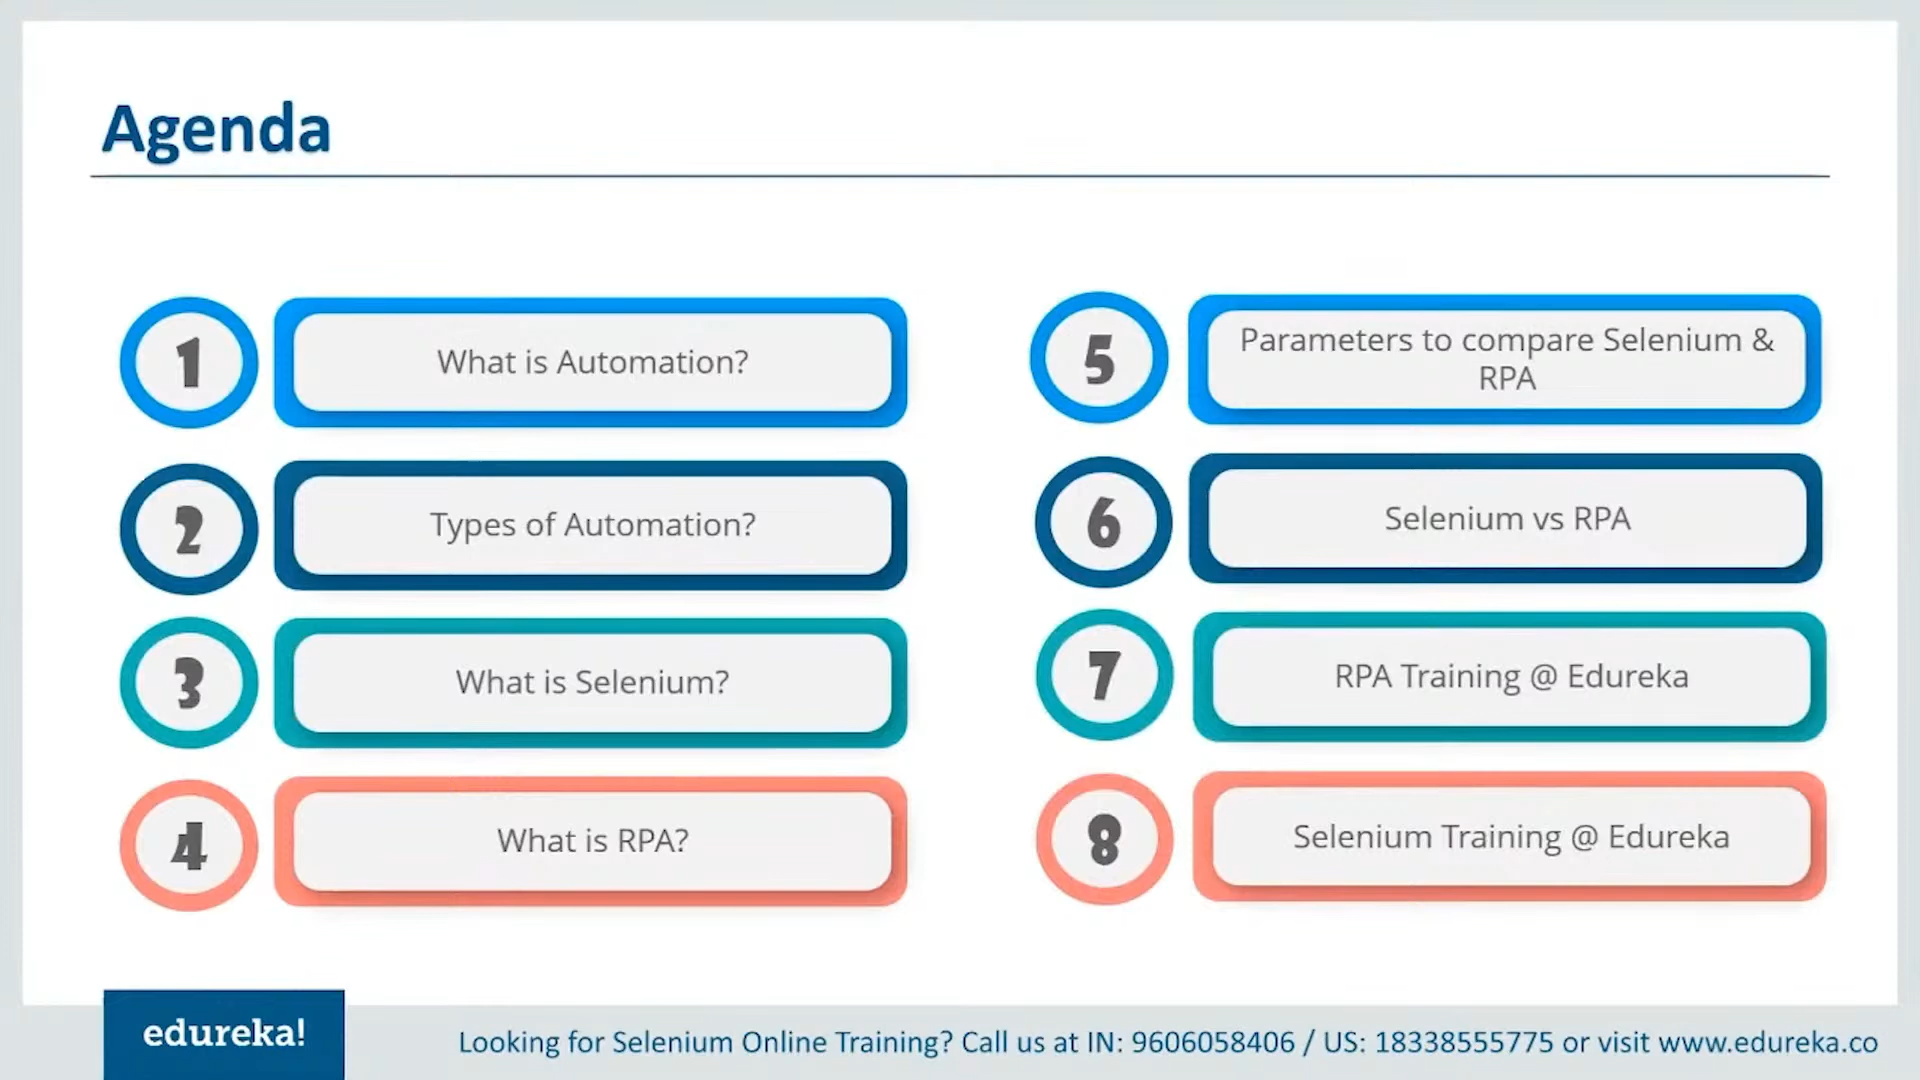 Agenda
1
What is Automation?
2
Types of Automation?
3
What is Selenium?
4
What is RPA?
5
Parameters to compare Selenium &
RPA
6
Selenium vs RPA
7
RPA Training @ Edureka
8
Selenium Training @ Edureka
edureka!
Looking for Selenium Online Training? Call us at IN: 9606058406 / US: 18338555775 or visit www.edureka.co